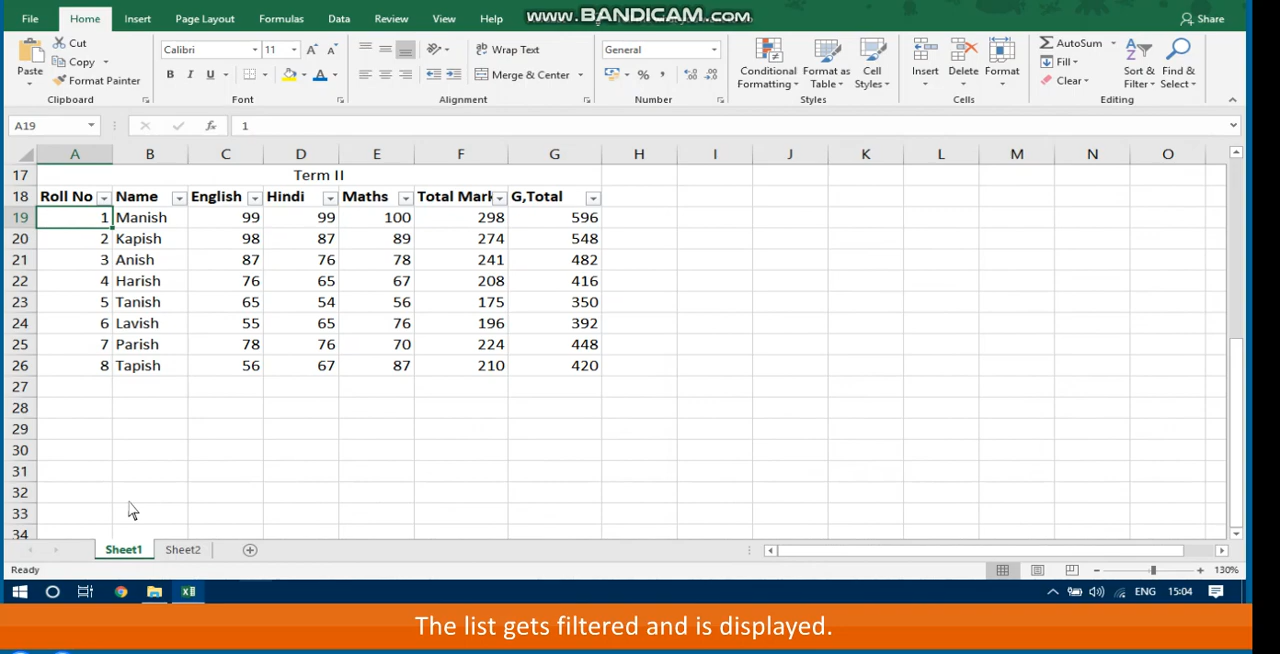 www.BANDICAM.com
File Home Insert Page Layout Formulas Data Review View Help Share
Cut
Copy
Format Painter
Paste
Clipboard
Calibri 11 A A
B I U A
Font
Wrap Text
Merge & Center
Alignment
General
% ,
Number
Conditional Formatting
Format as Table
Cell Styles
Styles
Insert Delete Format
Cells
AutoSum
Fill
Clear
Sort & Filter
Find & Select
Editing
A19 fx 1
A B C D E F G H I J K L M N O
17 Term II
18 Roll No Name English Hindi Maths Total Mark G,Total
19 1 Manish 99 99 100 298 596
20 2 Kapish 98 87 89 274 548
21 3 Anish 87 76 78 241 482
22 4 Harish 76 65 67 208 416
23 5 Tanish 65 54 56 175 350
24 6 Lavish 55 65 76 196 392
25 7 Parish 78 76 70 224 448
26 8 Tapish 56 67 87 210 420
27
28
29
30
31
32
33
34
Sheet1 Sheet2
Ready 130%
ENG 15:04
The list gets filtered and is displayed.